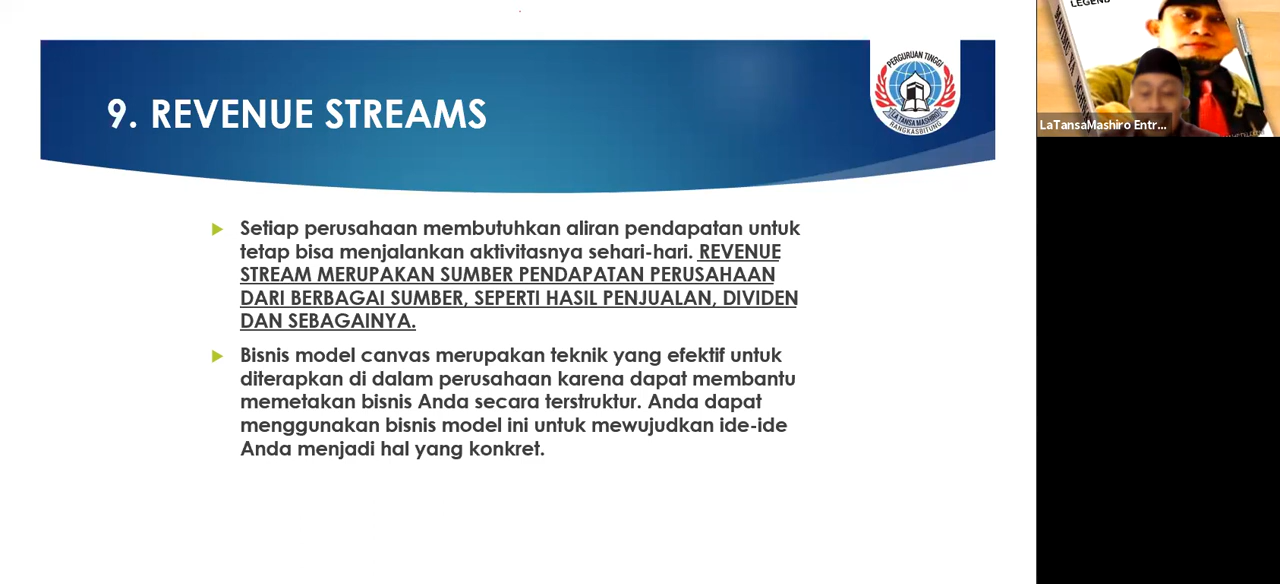 9. REVENUE STREAMS
PERGURUAN TINGGI
LA TANSA MASHIRO
RANGKASBITUNG
Setiap perusahaan membutuhkan aliran pendapatan untuk
tetap bisa menjalankan aktivitasnya sehari-hari. REVENUE
STREAM MERUPAKAN SUMBER PENDAPATAN PERUSAHAAN
DARI BERBAGAI SUMBER, SEPERTI HASIL PENJUALAN, DIVIDEN
DAN SEBAGAINYA.
Bisnis model canvas merupakan teknik yang efektif untuk
diterapkan di dalam perusahaan karena dapat membantu
memetakan bisnis Anda secara terstruktur. Anda dapat
menggunakan bisnis model ini untuk mewujudkan ide-ide
Anda menjadi hal yang konkret.
LEGEND
LaTansaMashiro Entr...